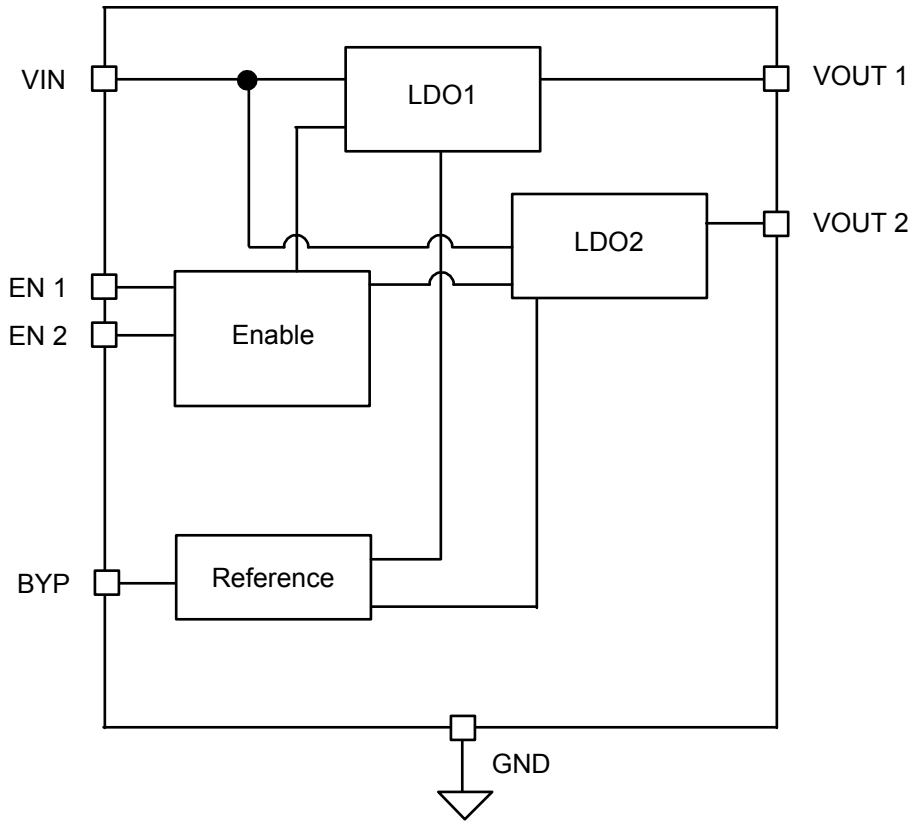 VIN
LDO1
VOUT 1
LDO2
VOUT 2
EN 1
EN 2
Enable
BYP
Reference
GND